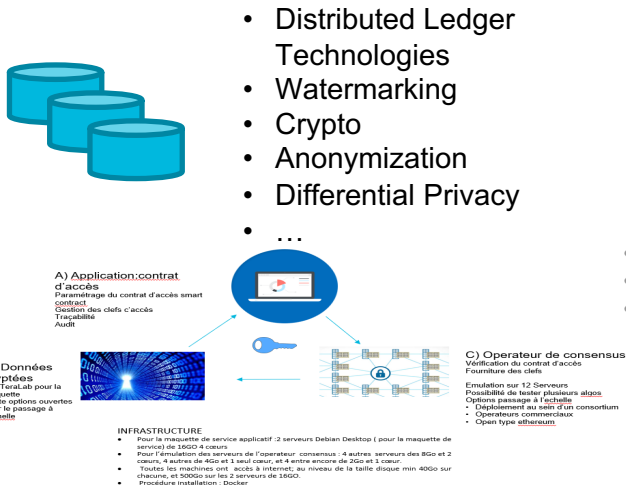 • Distributed Ledger
Technologies
• Watermarking
• Crypto
• Anonymization
• Differential Privacy
• …
A) Application:contrat
d'accès
Paramétrage du contrat d'accès smart
contract
Gestion des clefs c'accès
Traçabilité
Audit
Données
ptées
TeraLab pour la
uette
te options ouvertes
r le passage à
elle
C) Operateur de consensus
Vérification du contrat d'accès
Fourniture des clefs
Emulation sur 12 Serveurs
Possibilité de tester plusieurs algos
Options passage à l'echelle
• Déploiement au sein d'un consortium
• Operateurs commerciaux
• Open type ethereum
INFRASTRUCTURE
• Pour la maquette de service applicatif :2 serveurs Debian Desktop ( pour la maquette de
service) de 16GO 4 cœurs
• Pour l'émulation des serveurs de l'operateur consensus : 4 autres serveurs des 8Go et 2
cœurs, 4 autres de 4Go et 1 seul cœur, et 4 entre encore de 2Go et 1 cœur.
• Toutes les machines ont accès à internet; au niveau de la taille disque min 40Go sur
chacune, et 500Go sur les 2 serveurs de 16GO.
• Procédure installation : Docker